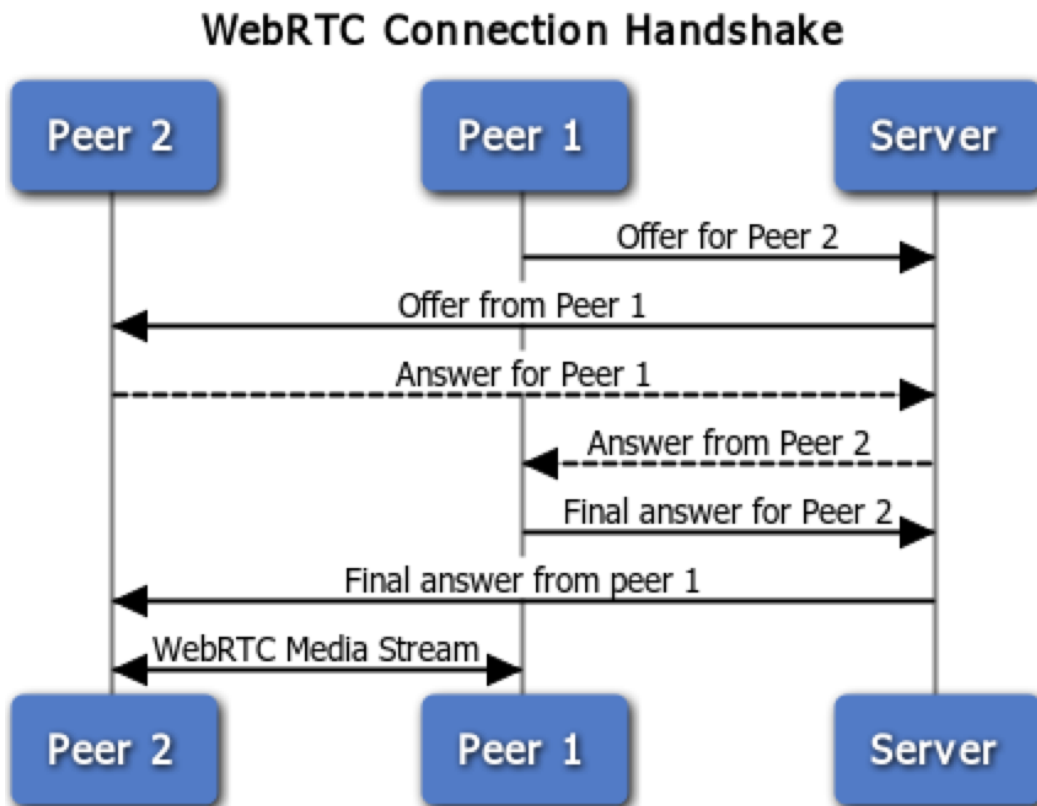 WebRTC Connection Handshake
Peer 2
Peer 1
Server
Offer for Peer 2
Offer from Peer 1
Answer for Peer 1
Answer from Peer 2
Final answer for Peer 2
Final answer from peer 1
WebRTC Media Stream
Peer 2
Peer 1
Server